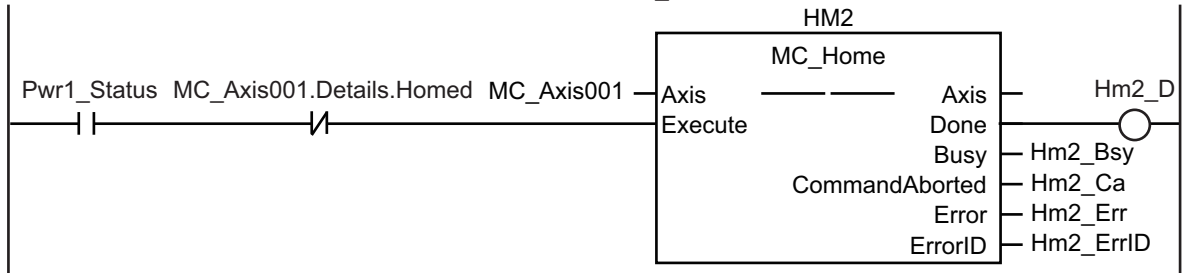 HM2
MC_Home
Pwr1_Status MC_Axis001.Details.Homed MC_Axis001 Axis Axis Hm2_D
Execute Done
Busy Hm2_Bsy
CommandAborted Hm2_Ca
Error Hm2_Err
ErrorID Hm2_ErrID